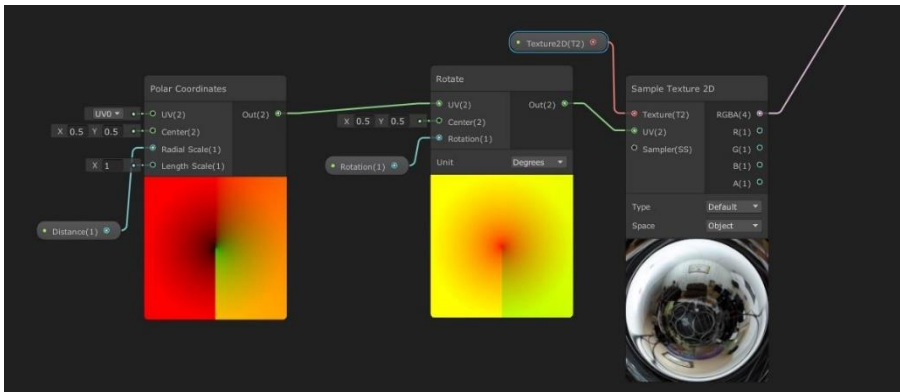 Texture2D(T2)
Polar Coordinates
UV0
UV(2)
Out(2)
X 0.5 Y 0.5
Center(2)
Radial Scale(1)
X 1
Length Scale(1)
Distance(1)
Rotate
UV(2)
Out(2)
X 0.5 Y 0.5
Center(2)
Rotation(1)
Rotation(1)
Unit
Degrees
Sample Texture 2D
Texture(T2)
RGBA(4)
UV(2)
R(1)
Sampler(SS)
G(1)
B(1)
A(1)
Type
Default
Space
Object